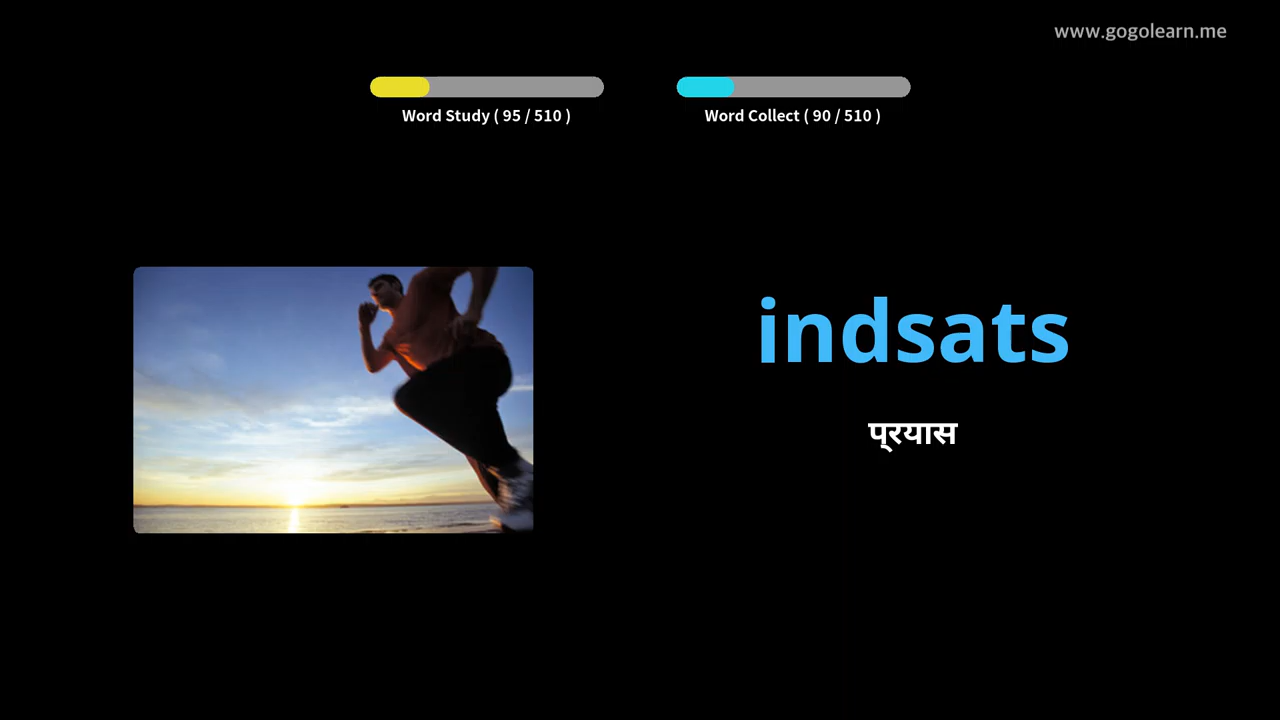 www.gogolearn.me
Word Study ( 95 / 510 )
Word Collect ( 90 / 510 )
indsats
प्रयास